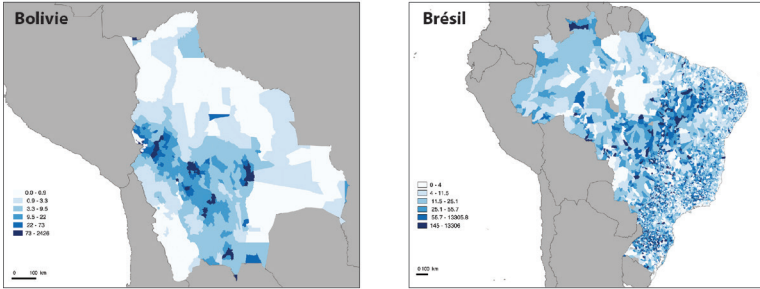 Bolivie
0.0 - 0.9
0.9 - 3.3
3.3 - 9.5
9.5 - 22
22 - 73
73 - 2426
0 100 km
Brésil
0 - 4
4 - 11.5
11.5 - 25.1
25.1 - 55.7
55.7 - 13305.8
145 - 13306
0 100 km